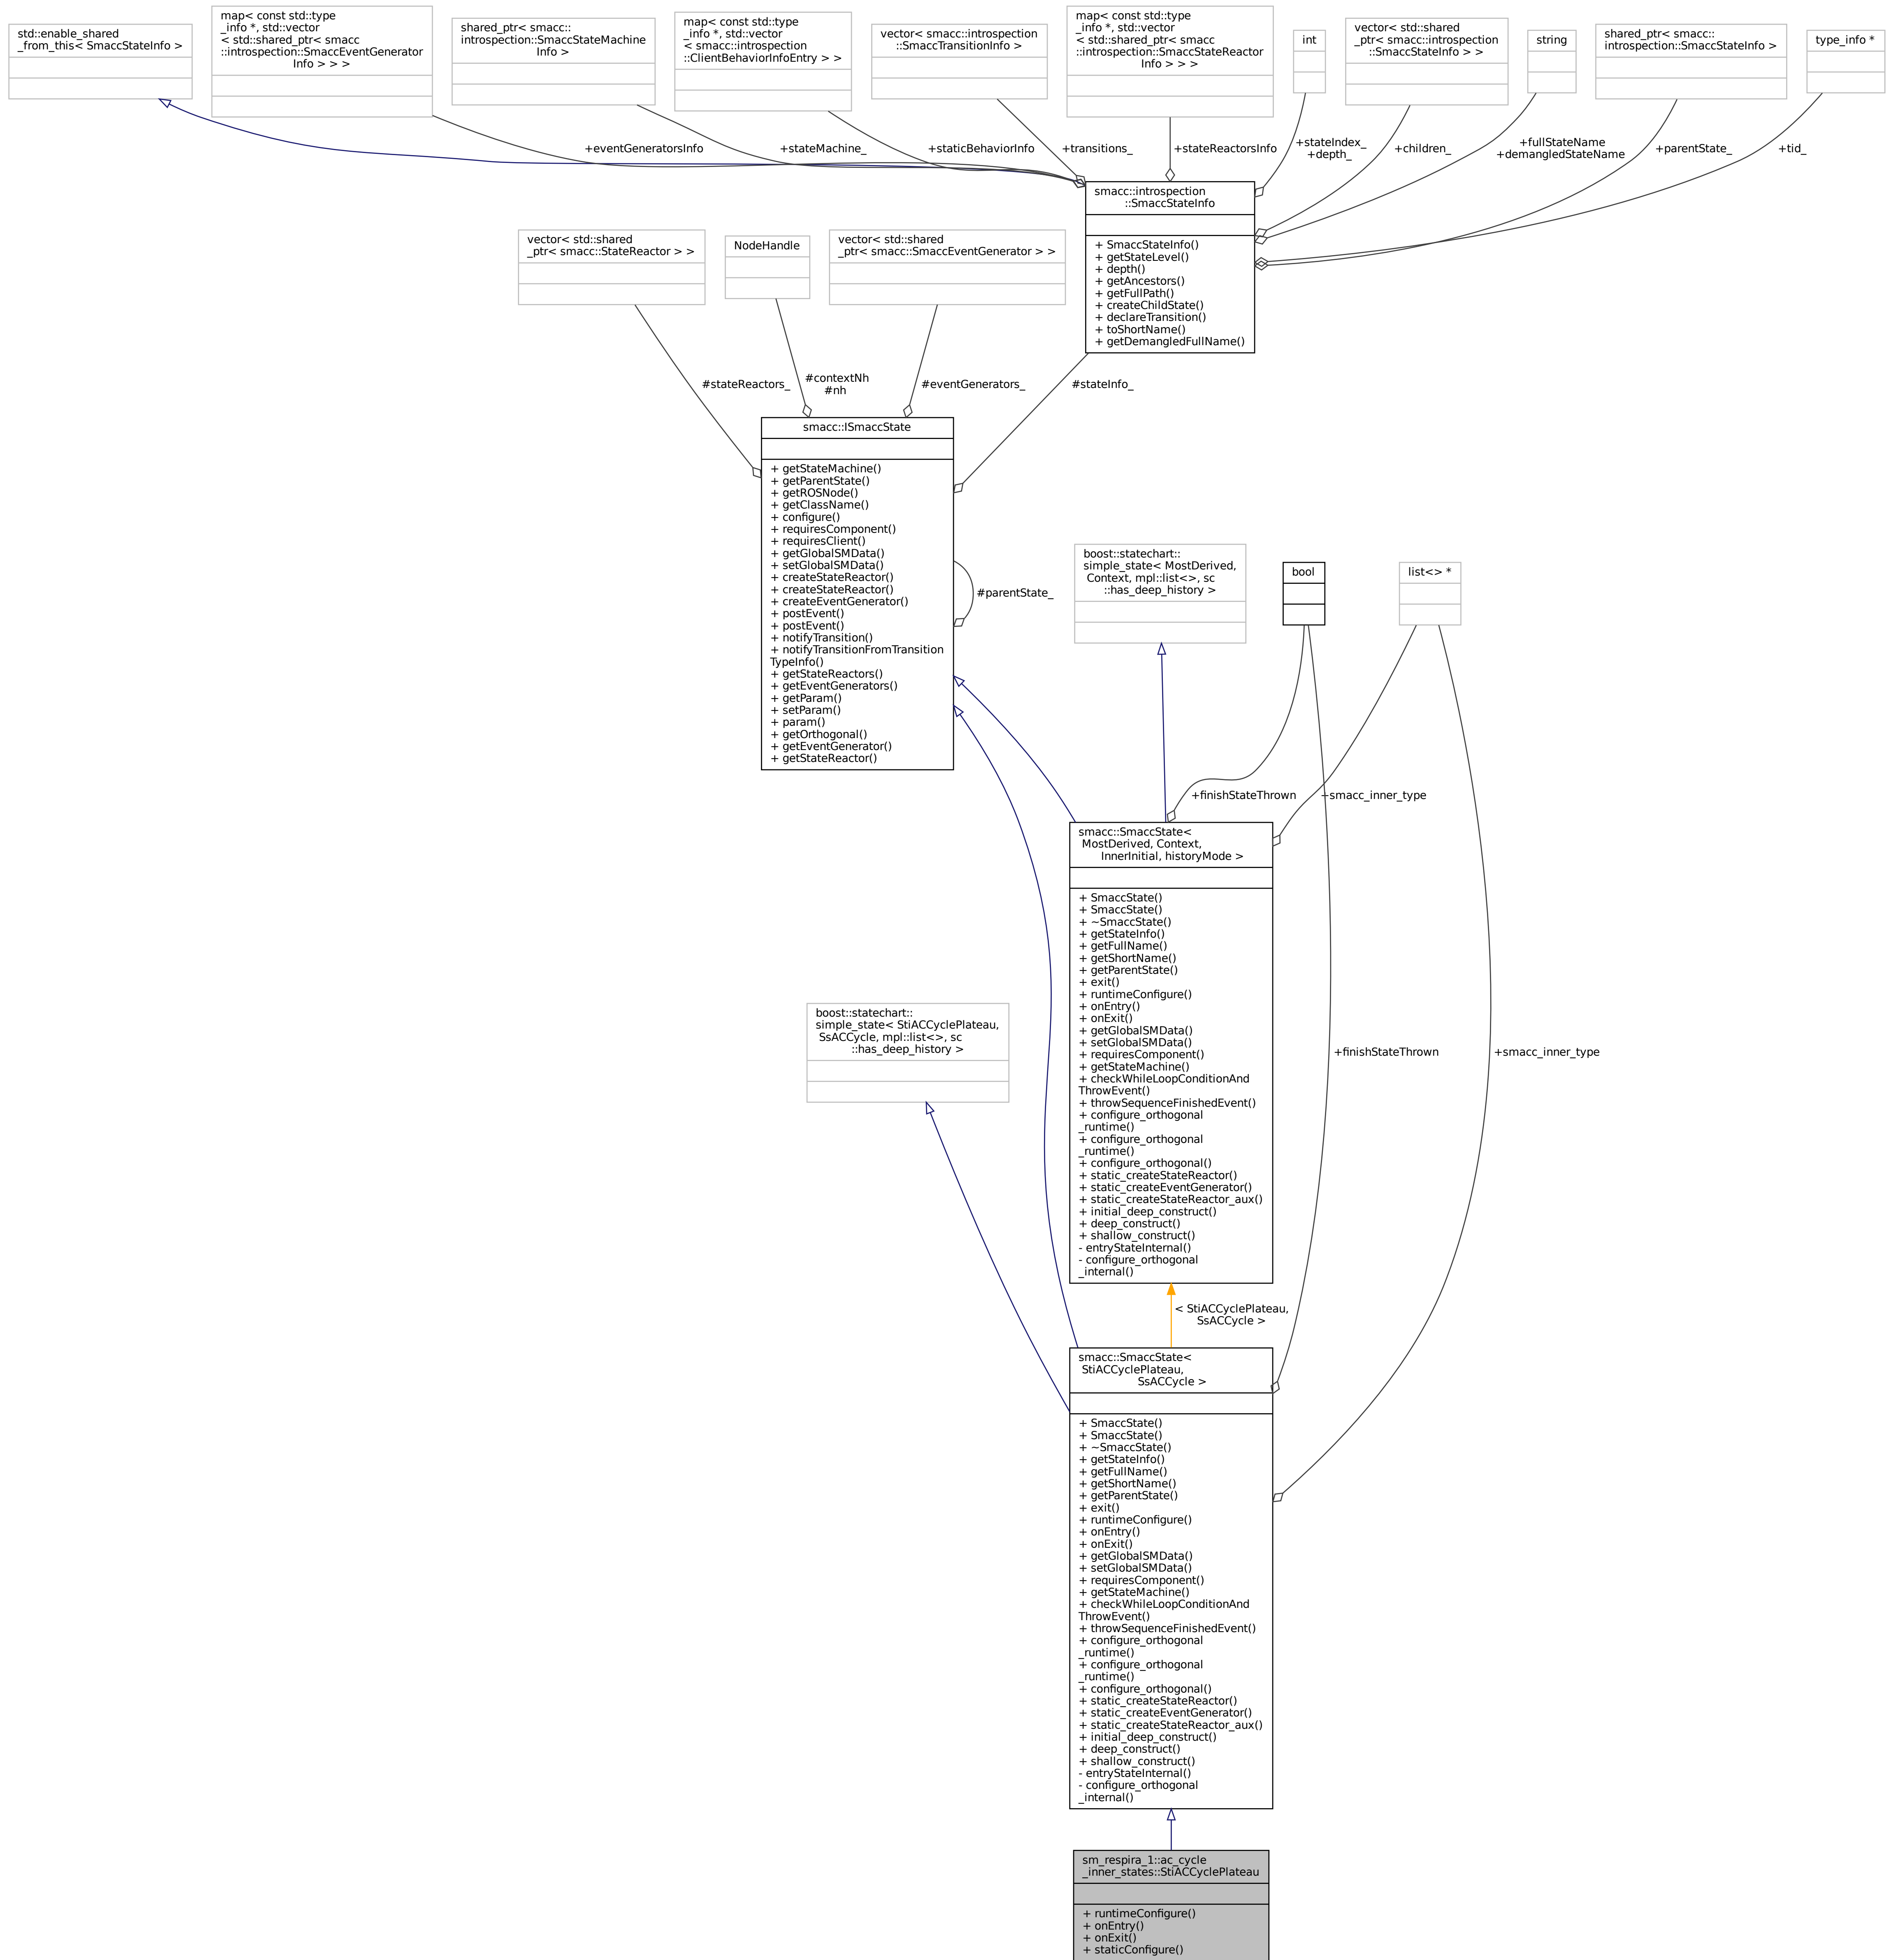 std::enable_shared
_from_this< SmaccStateInfo >
map< const std::type
_info *, std::vector
< std::shared_ptr< smacc
::introspection::SmaccEventGenerator
Info > > >
shared_ptr< smacc::
introspection::SmaccStateMachine
Info >
map< const std::type
_info *, std::vector
< smacc::introspection
::ClientBehaviorInfoEntry > >
vector< smacc::introspection
::SmaccTransitionInfo >
map< const std::type
_info *, std::vector
< std::shared_ptr< smacc
::introspection::SmaccStateReactor
Info > > >
int
vector< std::shared
_ptr< smacc::introspection
::SmaccStateInfo > >
string
shared_ptr< smacc::
introspection::SmaccStateInfo >
type_info *
+eventGeneratorsInfo
+stateMachine_
+staticBehaviorInfo
+transitions_
+stateReactorsInfo
+stateIndex_
+depth_
+children_
+fullStateName
+demangledStateName
+parentState_
+tid_
smacc::introspection
::SmaccStateInfo
+ SmaccStateInfo()
+ getStateLevel()
+ depth()
+ getAncestors()
+ getFullPath()
+ createChildState()
+ declareTransition()
+ toShortName()
+ getDemangledFullName()
vector< std::shared
_ptr< smacc::StateReactor > >
NodeHandle
vector< std::shared
_ptr< smacc::SmaccEventGenerator > >
#stateReactors_
#contextNh
#nh
#eventGenerators_
#stateInfo_
smacc::ISmaccState
+ getStateMachine()
+ getParentState()
+ getROSNode()
+ getClassName()
+ configure()
+ requiresComponent()
+ requiresClient()
+ getGlobalSMData()
+ setGlobalSMData()
+ createStateReactor()
+ createStateReactor()
+ createEventGenerator()
+ postEvent()
+ postEvent()
+ notifyTransition()
+ notifyTransitionFromTransition
TypeInfo()
+ getStateReactors()
+ getEventGenerators()
+ getParam()
+ setParam()
+ param()
+ getOrthogonal()
+ getEventGenerator()
+ getStateReactor()
#parentState_
boost::statechart::
simple_state< MostDerived,
Context, mpl::list<>, sc
::has_deep_history >
bool
list<> *
+finishStateThrown
+smacc_inner_type
smacc::SmaccState<
MostDerived, Context,
InnerInitial, historyMode >
+ SmaccState()
+ SmaccState()
+ ~SmaccState()
+ getStateInfo()
+ getFullName()
+ getShortName()
+ getParentState()
+ exit()
+ runtimeConfigure()
+ onEntry()
+ onExit()
+ getGlobalSMData()
+ setGlobalSMData()
+ requiresComponent()
+ getStateMachine()
+ checkWhileLoopConditionAnd
ThrowEvent()
+ throwSequenceFinishedEvent()
+ configure_orthogonal
_runtime()
+ configure_orthogonal
_runtime()
+ configure_orthogonal()
+ static_createStateReactor()
+ static_createEventGenerator()
+ static_createStateReactor_aux()
+ initial_deep_construct()
+ deep_construct()
+ shallow_construct()
- entryStateInternal()
- configure_orthogonal
_internal()
boost::statechart::
simple_state< StiACCyclePlateau,
SsACCycle, mpl::list<>, sc
::has_deep_history >
+finishStateThrown
+smacc_inner_type
< StiACCyclePlateau,
SsACCycle >
smacc::SmaccState<
StiACCyclePlateau,
SsACCycle >
+ SmaccState()
+ SmaccState()
+ ~SmaccState()
+ getStateInfo()
+ getFullName()
+ getShortName()
+ getParentState()
+ exit()
+ runtimeConfigure()
+ onEntry()
+ onExit()
+ getGlobalSMData()
+ setGlobalSMData()
+ requiresComponent()
+ getStateMachine()
+ checkWhileLoopConditionAnd
ThrowEvent()
+ throwSequenceFinishedEvent()
+ configure_orthogonal
_runtime()
+ configure_orthogonal
_runtime()
+ configure_orthogonal()
+ static_createStateReactor()
+ static_createEventGenerator()
+ static_createStateReactor_aux()
+ initial_deep_construct()
+ deep_construct()
+ shallow_construct()
- entryStateInternal()
- configure_orthogonal
_internal()
sm_respira_1::ac_cycle
_inner_states::StiACCyclePlateau
+ runtimeConfigure()
+ onEntry()
+ onExit()
+ staticConfigure()